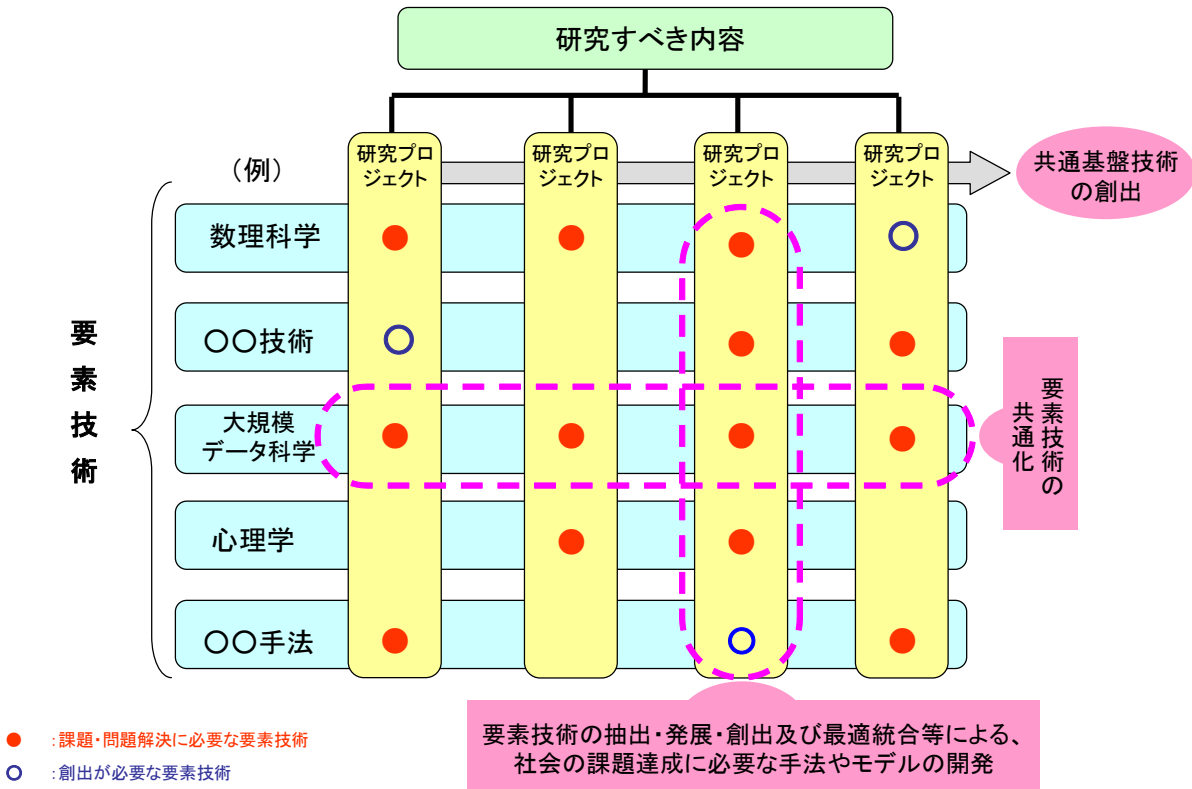 研究すべき内容
研究プロ
ジェクト
研究プロ
ジェクト
研究プロ
ジェクト
研究プロ
ジェクト
(例)
共通基盤技術
の創出
要素技術
数理科学
〇〇技術
大規模
データ科学
心理学
〇〇手法
要素技術の
共通化
要素技術の抽出・発展・創出及び最適統合等による、
社会の課題達成に必要な手法やモデルの開発
:課題・問題解決に必要な要素技術
:創出が必要な要素技術